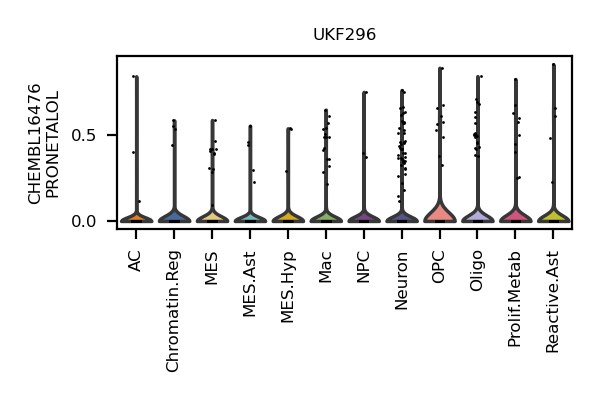 UKF296
CHEMBL16476
PRONETALOL
0.5
0.0
AC
Chromatin.Reg
MES
MES.Ast
MES.Hyp
Mac
NPC
Neuron
OPC
Oligo
Prolif.Metab
Reactive.Ast